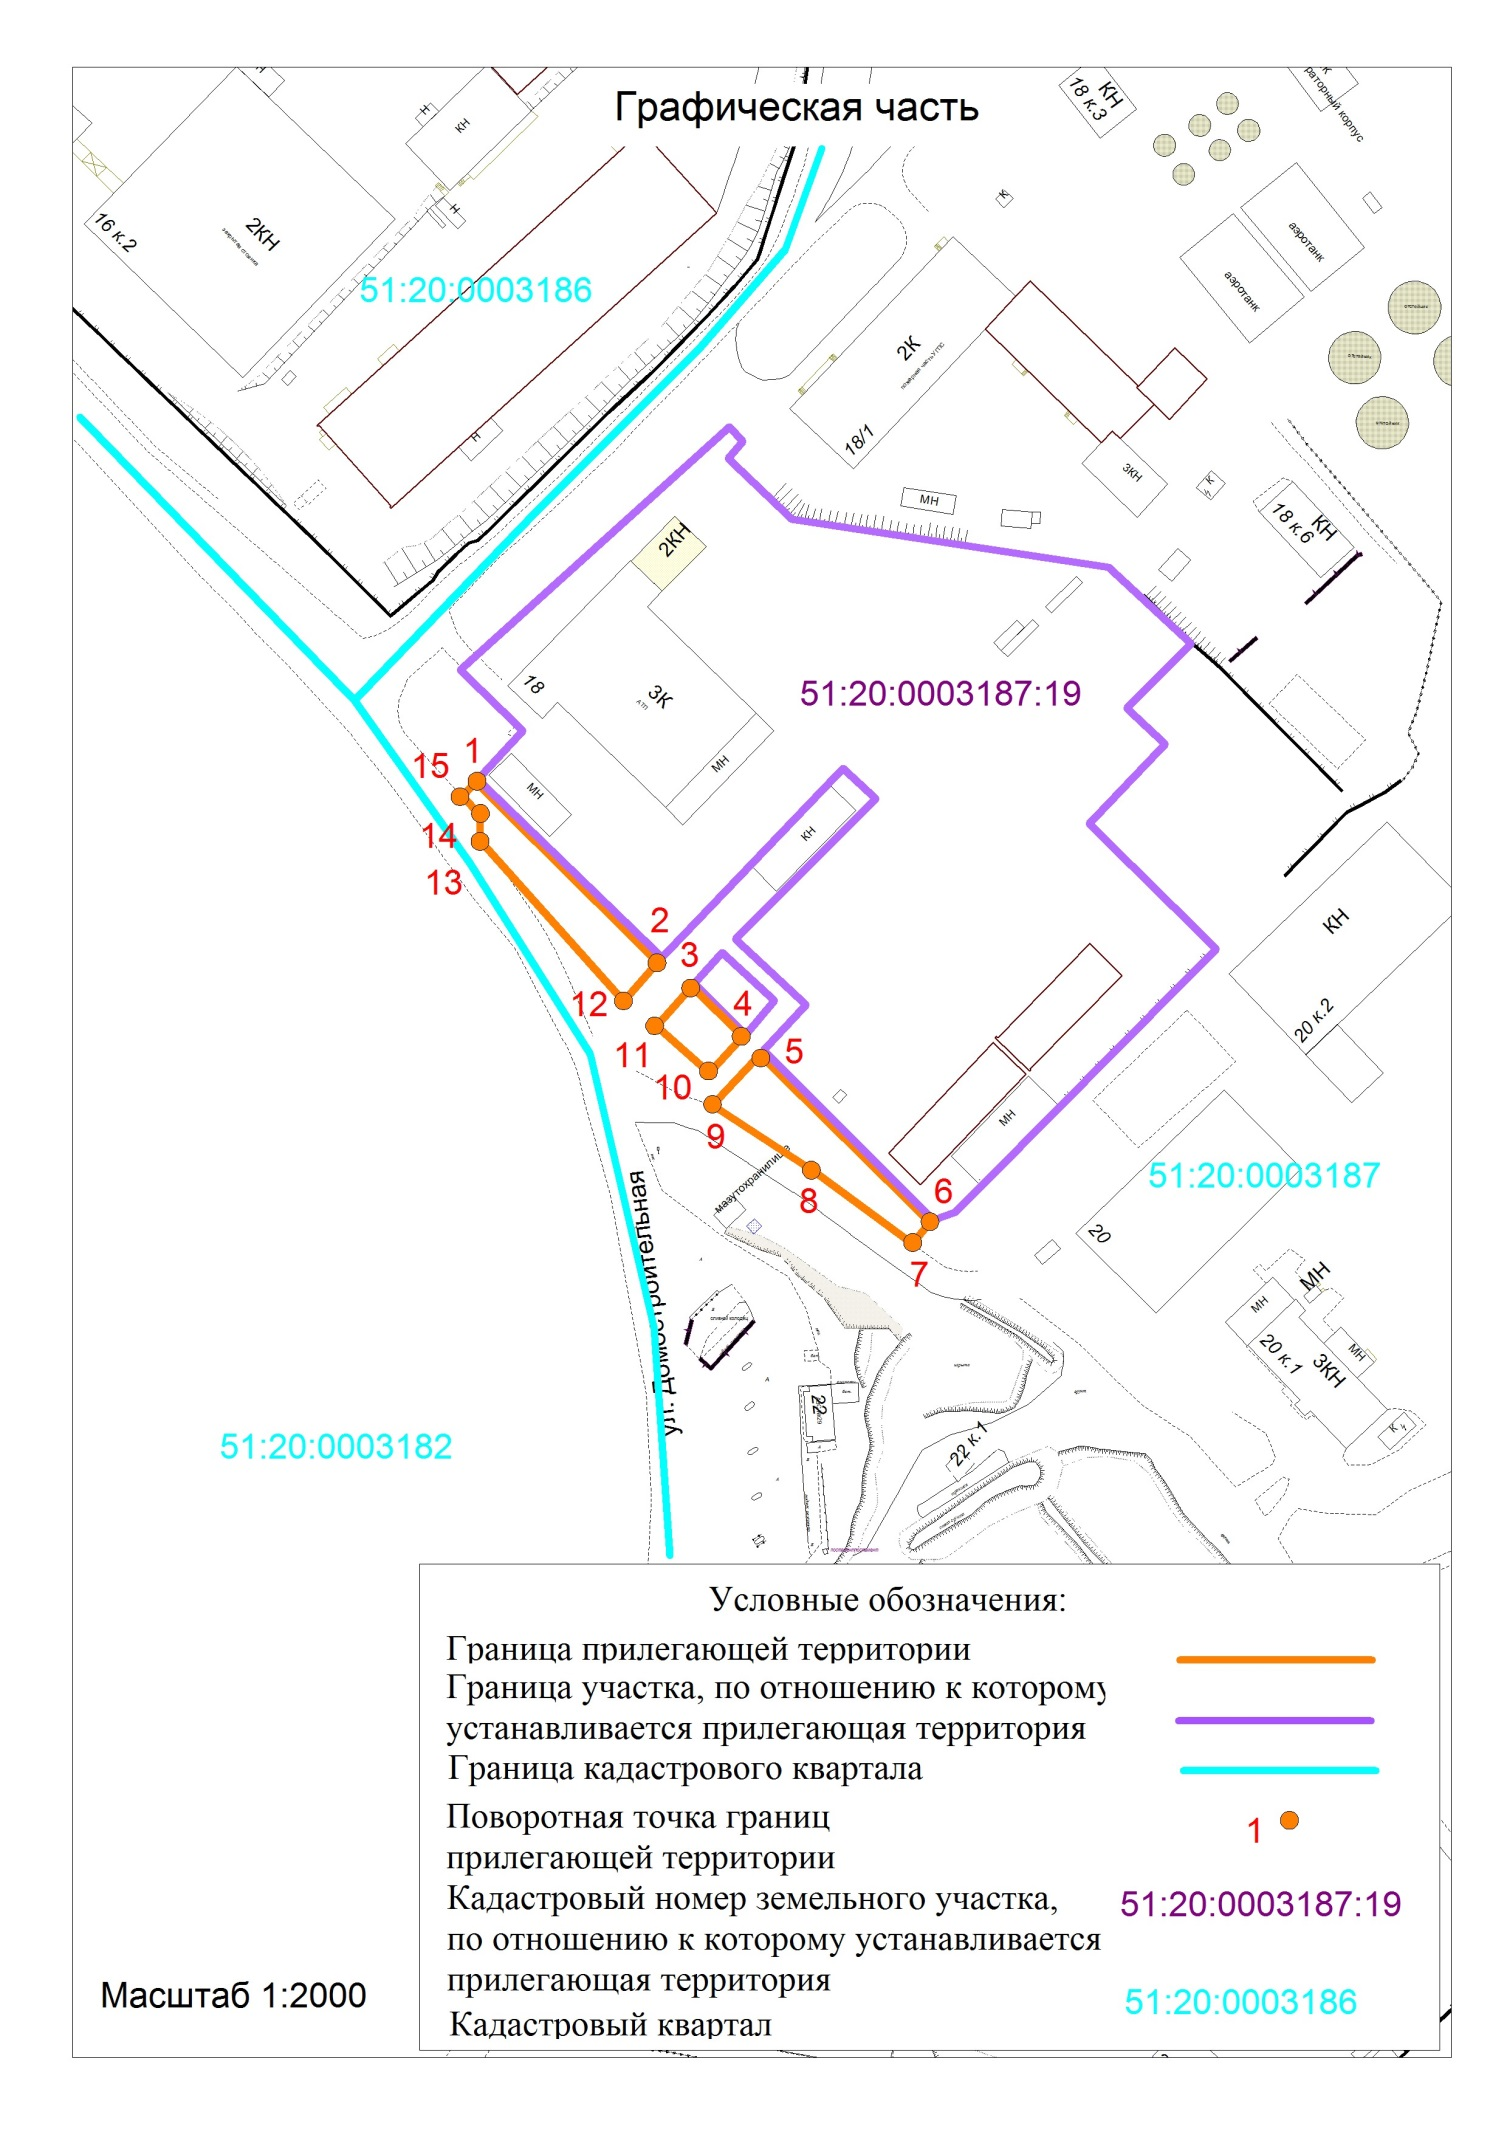 Графическая часть
Н
КН
Н
Н
16 к.2
2КН
51:20:0003186
КН
18 к.3
К
аэротанк
аэротанк
2К
18/1
Н
МН
3КН
К
КН
18 к.6
2КН
18
3К
АТП
МН
МН
КН
51:20:0003187:19
15
1
14
13
2
3
12
4
11
5
10
9
8
6
7
КН
20 к.2
МН
51:20:0003187
20
мазутохранилище
ул. Домостроительная
МН
МН
20 к.1
3КН
МН
К
22
22 к.1
51:20:0003182
Условные обозначения:
Граница прилегающей территории
Граница участка, по отношению к которому
устанавливается прилегающая территория
Граница кадастрового квартала
Поворотная точка границ
прилегающей территории
1
Кадастровый номер земельного участка,
по отношению к которому устанавливается
прилегающая территория
51:20:0003187:19
Кадастровый квартал
51:20:0003186
Масштаб 1:2000